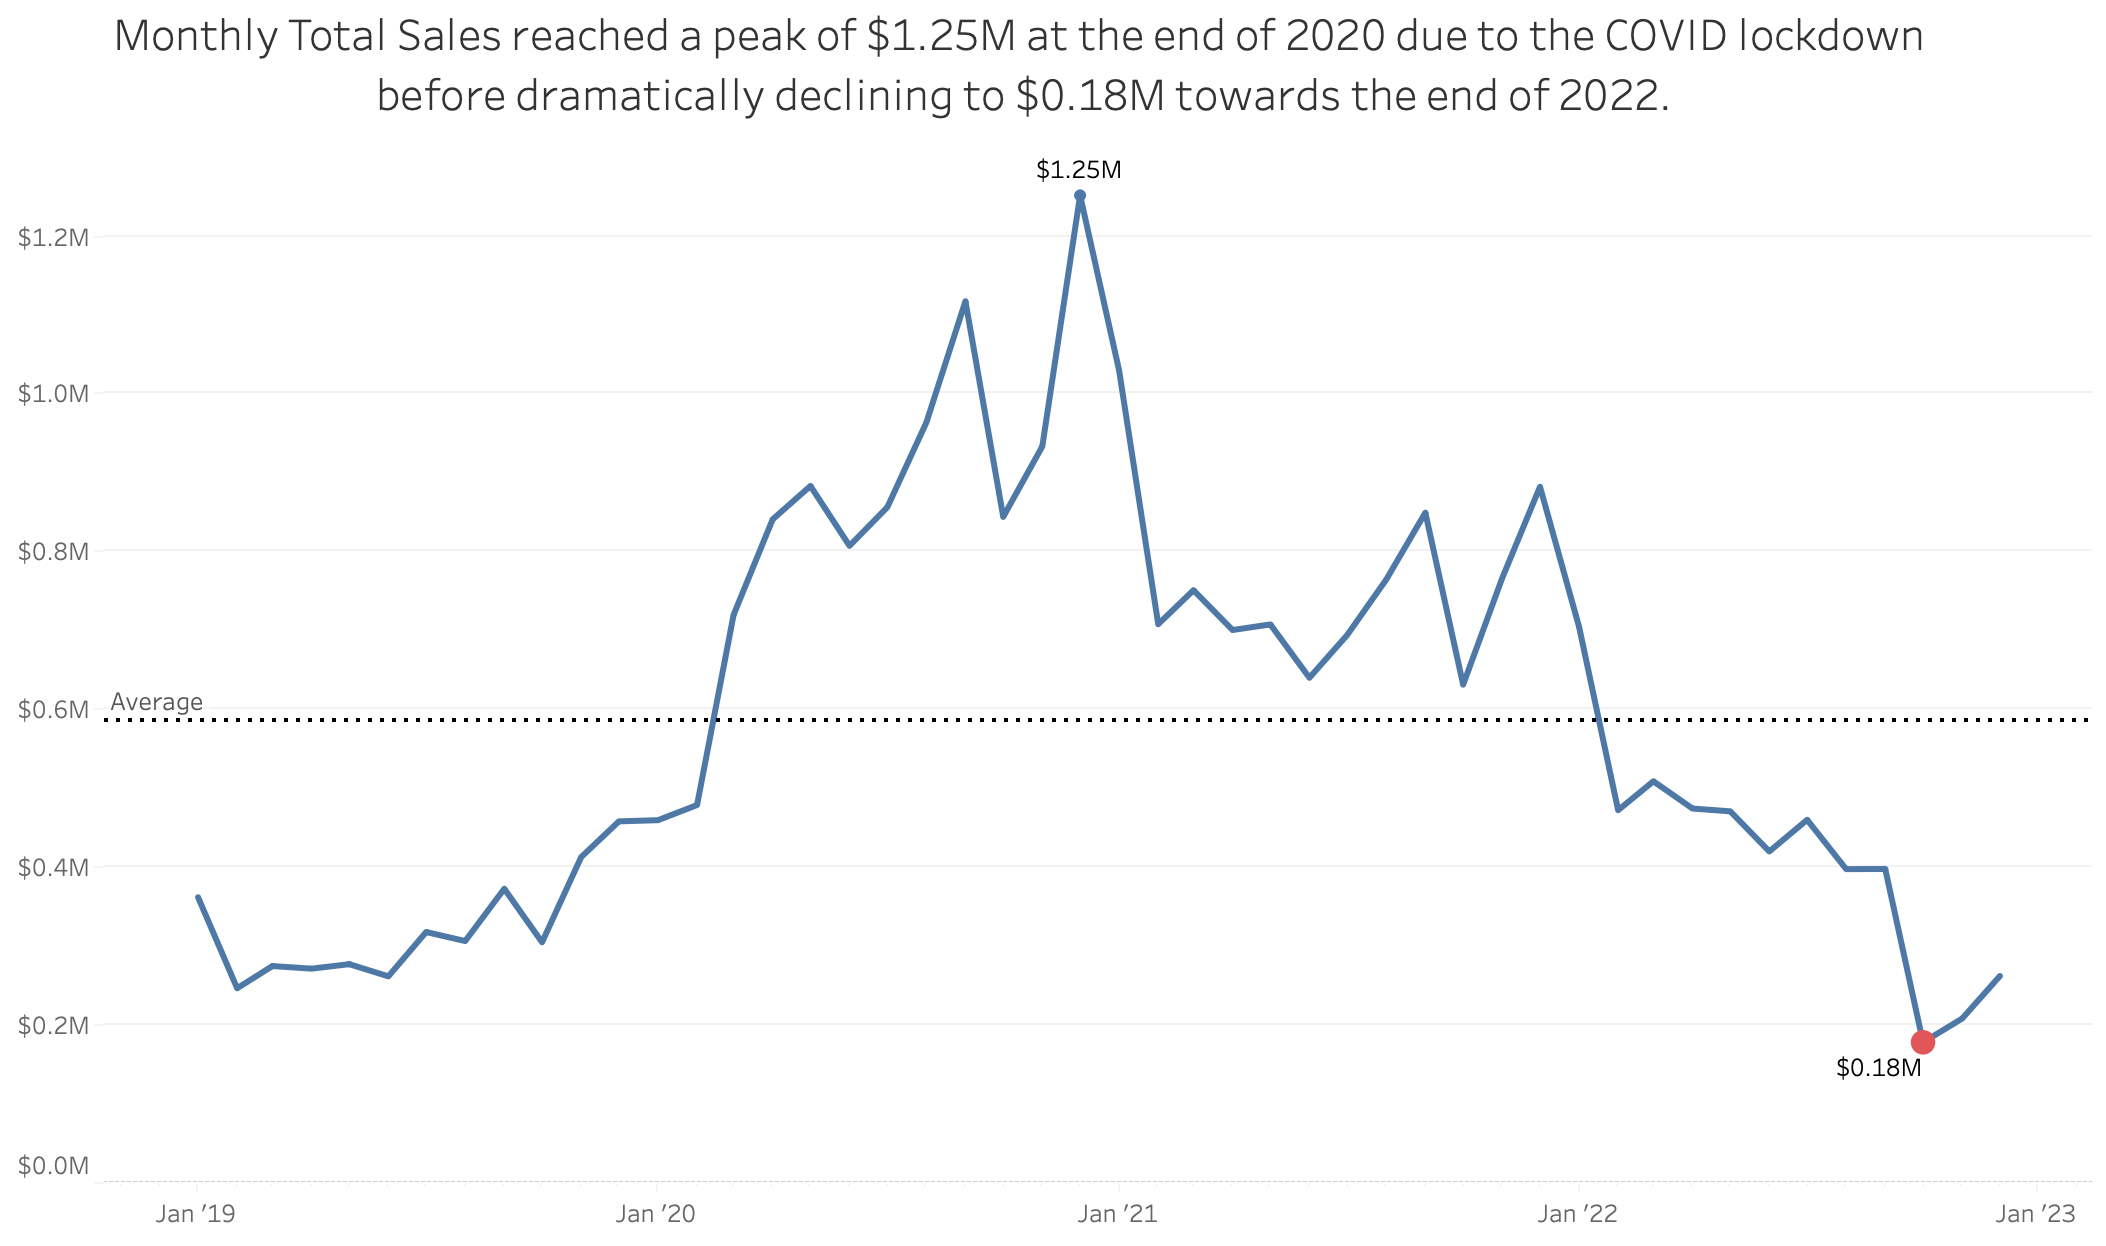 Monthly Total Sales reached a peak of $1.25M at the end of 2020 due to the COVID lockdown
before dramatically declining to $0.18M towards the end of 2022.
$1.25M
$1.2M
$1.0M
$0.8M
$0.6M
Average
$0.4M
$0.2M
$0.18M
$0.0M
Jan '19
Jan '20
Jan '21
Jan '22
Jan '23